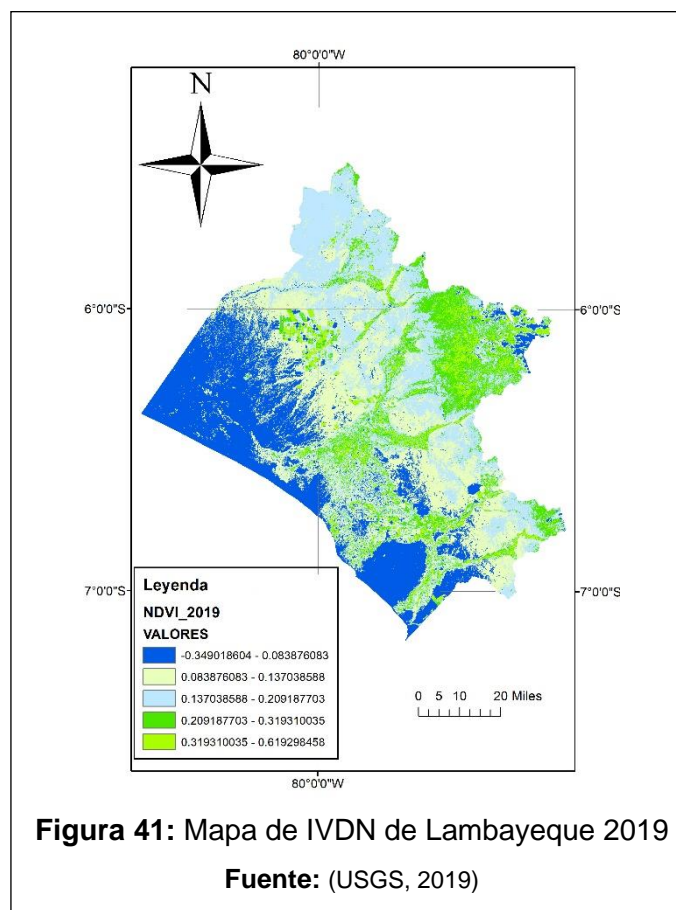 80°0'0"W
N
6°0'0"S
6°0'0"S
7°0'0"S
7°0'0"S
Leyenda
NDVI_2019
VALORES
-0.349018604 - 0.083876083
0.083876083 - 0.137038588
0.137038588 - 0.209187703
0.209187703 - 0.319310035
0.319310035 - 0.619298458
0 5 10 20 Miles
80°0'0"W
Figura 41: Mapa de IVDN de Lambayeque 2019
Fuente: (USGS, 2019)